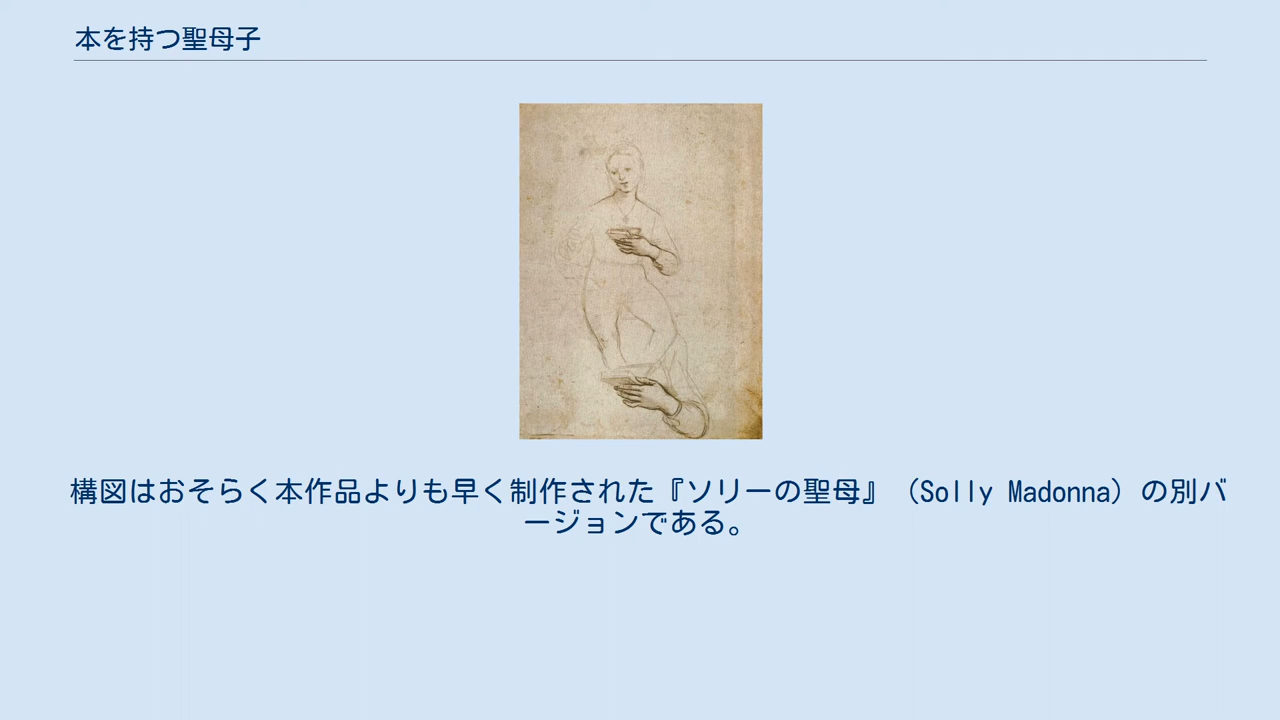 本を持つ聖母子
構図はおそらく本作品よりも早く制作された『ソリーの聖母』（Solly Madonna）の別バ
ージョンである。